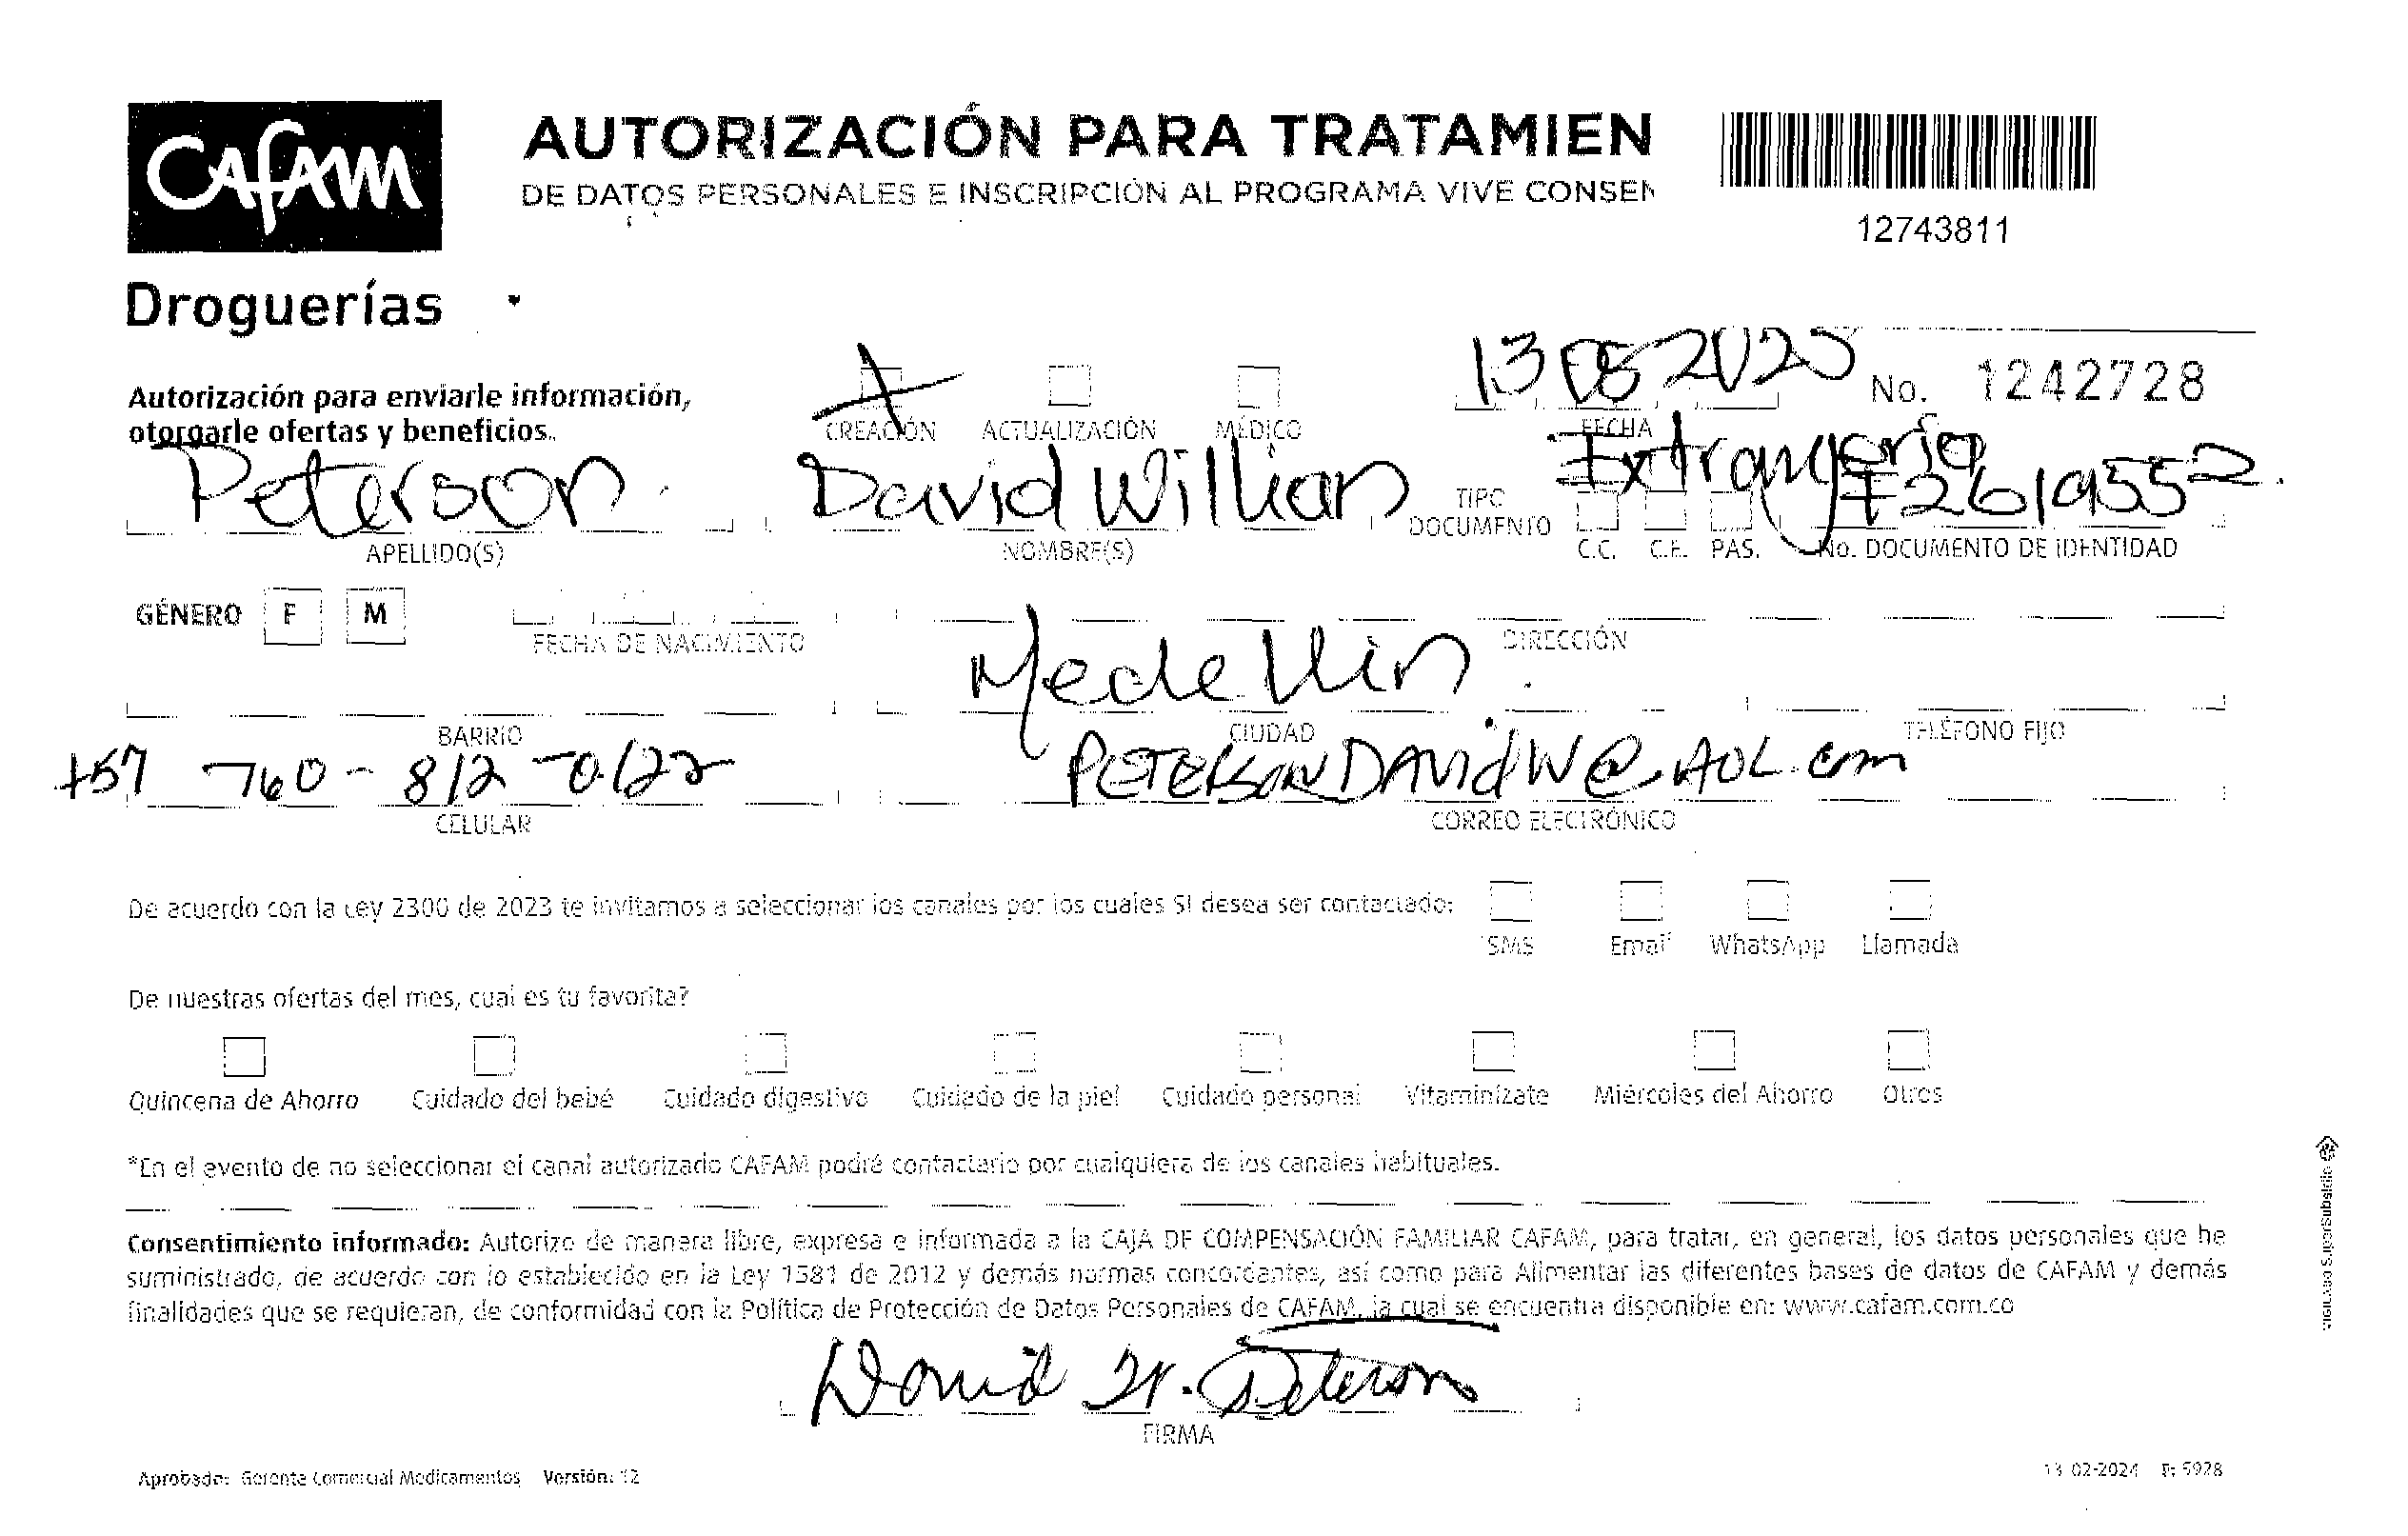 CAFAM
AUTORIZACIÓN PARA TRATAMIEN
DE DATOS PERSONALES E INSCRIPCIÓN AL PROGRAMA VIVE CONSEN
12743811
Droguerías
Autorización para enviarle información,
otorgarle ofertas y beneficios.
CREACIÓN ACTUALIZACIÓN MÉDICO
13 05 2025
FECHA
No. 1242728
Peterson David Willian
TIPO DOCUMENTO Extranjeria 72619552
APELLIDO(S) NOMBRE(S) C.C. C.E. PAS. No. DOCUMENTO DE IDENTIDAD
GÉNERO F M
FECHA DE NACIMIENTO DIRECCIÓN
Medellin
BARRIO CIUDAD TELÉFONO FIJO
+57 760-812-0122 PETERSONDAVIdW@AOL.com
CELULAR CORREO ELECTRÓNICO
De acuerdo con la Ley 2300 de 2023 te invitamos a seleccionar los canales por los cuales SI desea ser contactado:
SMS Email WhatsApp Llamada
De nuestras ofertas del mes, cual es tu favorita?
Quincena de Ahorro Cuidado del bebé Cuidado digestivo Cuidado de la piel Cuidado personal Vitamínizate Miércoles del Ahorro Otros
*En el evento de no seleccionar el canal autorizado CAFAM podrá contactarlo por cualquiera de los canales habituales.
Consentimiento informado: Autorizo de manera libre, expresa e informada a la CAJA DE COMPENSACIÓN FAMILIAR CAFAM, para tratar, en general, los datos personales que he
suministrado, de acuerdo con lo establecido en la Ley 1581 de 2012 y demás normas concordantes, así como para Alimentar las diferentes bases de datos de CAFAM y demás
finalidades que se requieran, de conformidad con la Política de Protección de Datos Personales de CAFAM, la cual se encuentra disponible en: www.cafam.com.co
David W. Peterson
FIRMA
Aprobado: Gerente Comercial Medicamentos Versión: 12
13-02-2024 P: 5928
VIGILADO SuperSubsidio